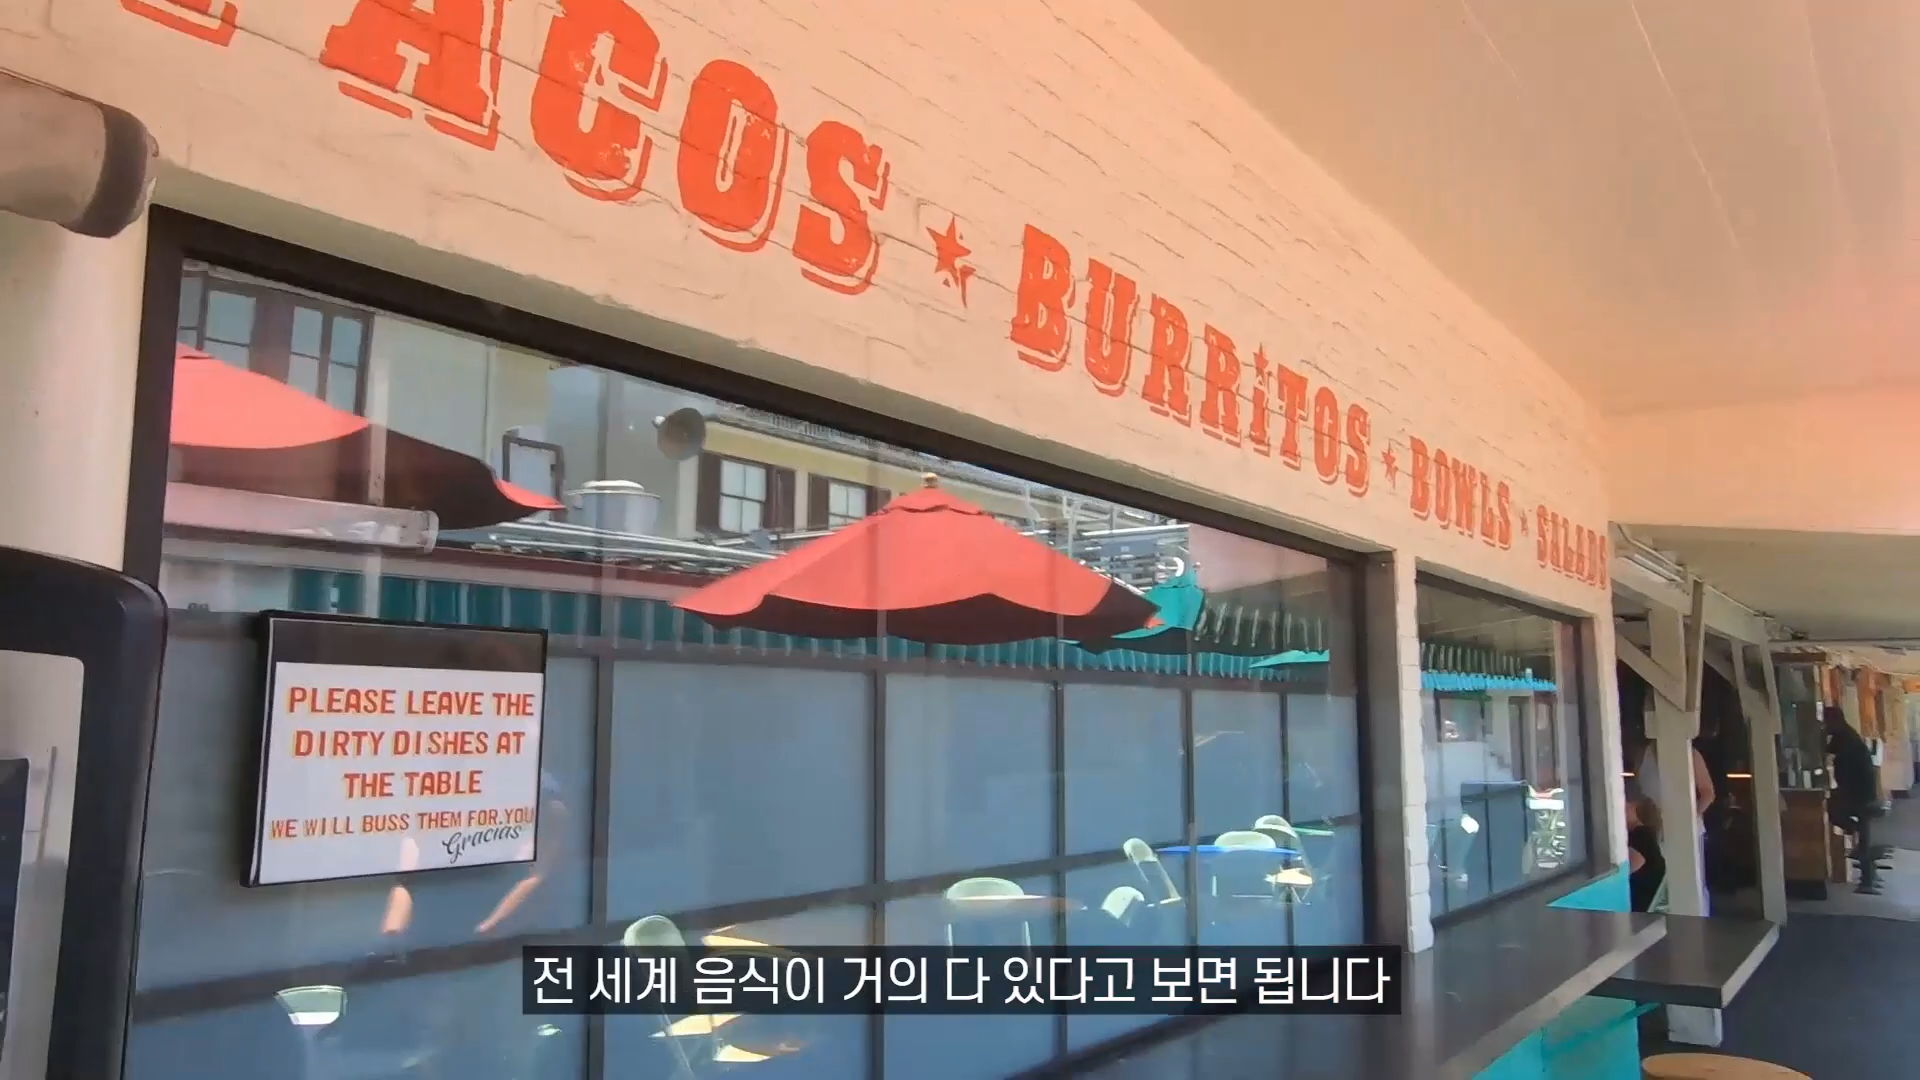 TACOS ★ BURRiTOS ★ BOWLS ★ SALADS
PLEASE LEAVE THE
DIRTY DISHES AT
THE TABLE
WE WILL BUSS THEM FOR YOU
Gracias
전 세계 음식이 거의 다 있다고 보면 됩니다